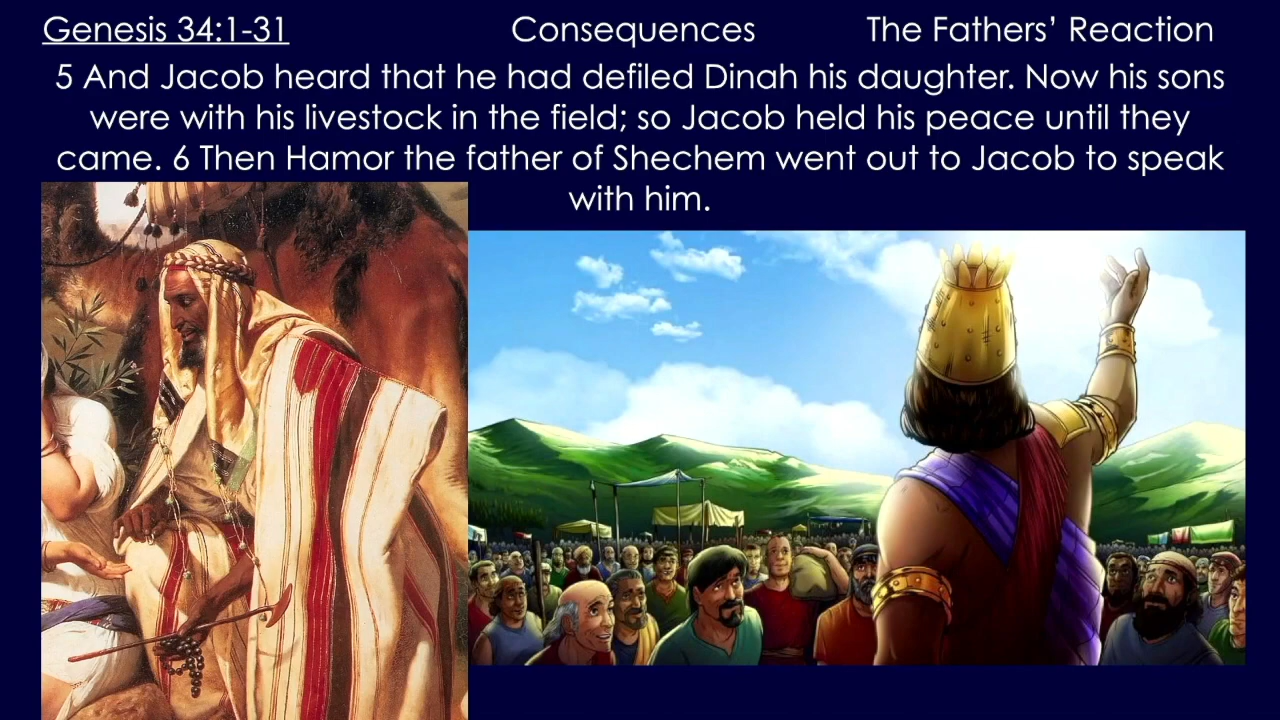 Genesis 34:1-31 Consequences The Fathers’ Reaction
5 And Jacob heard that he had defiled Dinah his daughter. Now his sons
were with his livestock in the field; so Jacob held his peace until they
came. 6 Then Hamor the father of Shechem went out to Jacob to speak
with him.